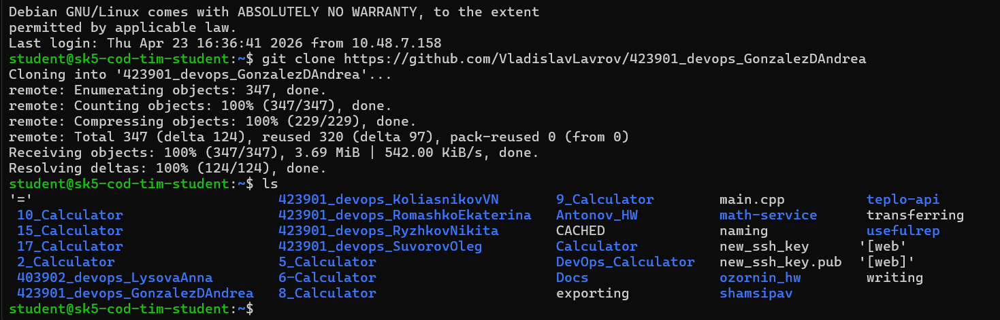 Debian GNU/Linux comes with ABSOLUTELY NO WARRANTY, to the extent
permitted by applicable law.
Last login: Thu Apr 23 16:36:41 2026 from 10.48.7.158
student@sk5-cod-tim-student:~$ git clone https://github.com/VladislavLavrov/423901_devops_GonzalezDAndrea
Cloning into '423901_devops_GonzalezDAndrea'...
remote: Enumerating objects: 347, done.
remote: Counting objects: 100% (347/347), done.
remote: Compressing objects: 100% (229/229), done.
remote: Total 347 (delta 124), reused 320 (delta 97), pack-reused 0 (from 0)
Receiving objects: 100% (347/347), 3.69 MiB | 542.00 KiB/s, done.
Resolving deltas: 100% (124/124), done.
student@sk5-cod-tim-student:~$ ls
'=' 423901_devops_KoliasnikovVN 9_Calculator main.cpp teplo-api
10_Calculator 423901_devops_RomashkoEkaterina Antonov_HW math-service transferring
15_Calculator 423901_devops_RyzhkovNikita CACHED naming usefulrep
17_Calculator 423901_devops_SuvorovOleg Calculator new_ssh_key '[web'
2_Calculator 5_Calculator DevOps_Calculator new_ssh_key.pub '[web]'
403902_devops_LysovaAnna 6-Calculator Docs ozornin_hw writing
423901_devops_GonzalezDAndrea 8_Calculator exporting shamsipav
student@sk5-cod-tim-student:~$